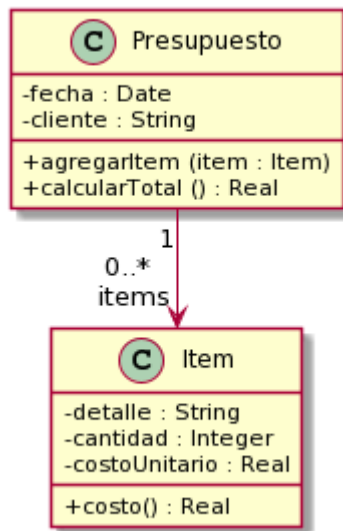 C Presupuesto
-fecha : Date
-cliente : String
+agregarItem (item : Item)
+calcularTotal () : Real
1
0..*
items
C Item
-detalle : String
-cantidad : Integer
-costoUnitario : Real
+costo() : Real